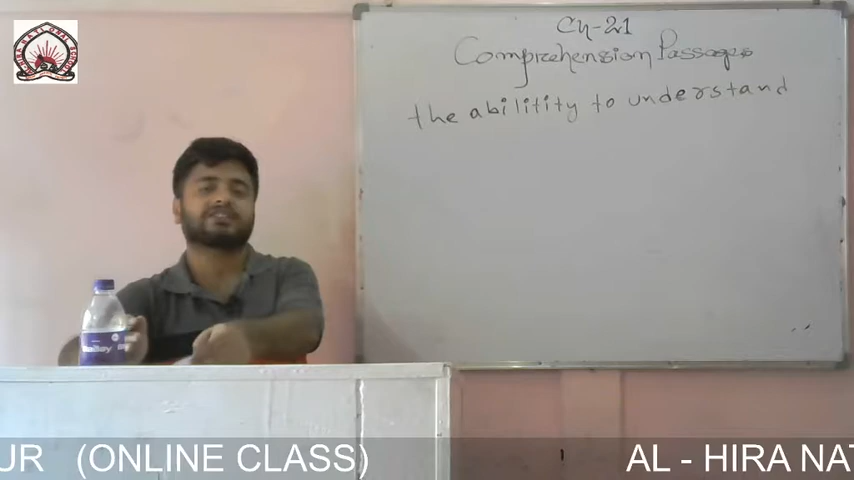 Ch-21
Comprehension Passages
the abilitity to understand
UR (ONLINE CLASS) AL - HIRA NAT